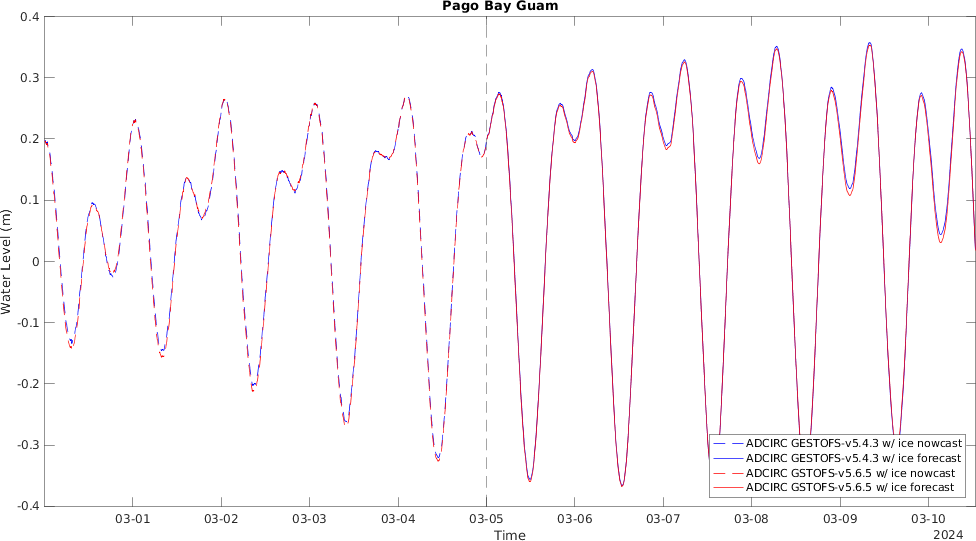 Pago Bay Guam
0.4
0.3
0.2
0.1
0
-0.1
-0.2
-0.3
-0.4
Water Level (m)
ADCIRC GESTOFS-v5.4.3 w/ ice nowcast
ADCIRC GESTOFS-v5.4.3 w/ ice forecast
ADCIRC GSTOFS-v5.6.5 w/ ice nowcast
ADCIRC GSTOFS-v5.6.5 w/ ice forecast
03-01 03-02 03-03 03-04 03-05 03-06 03-07 03-08 03-09 03-10
Time
2024